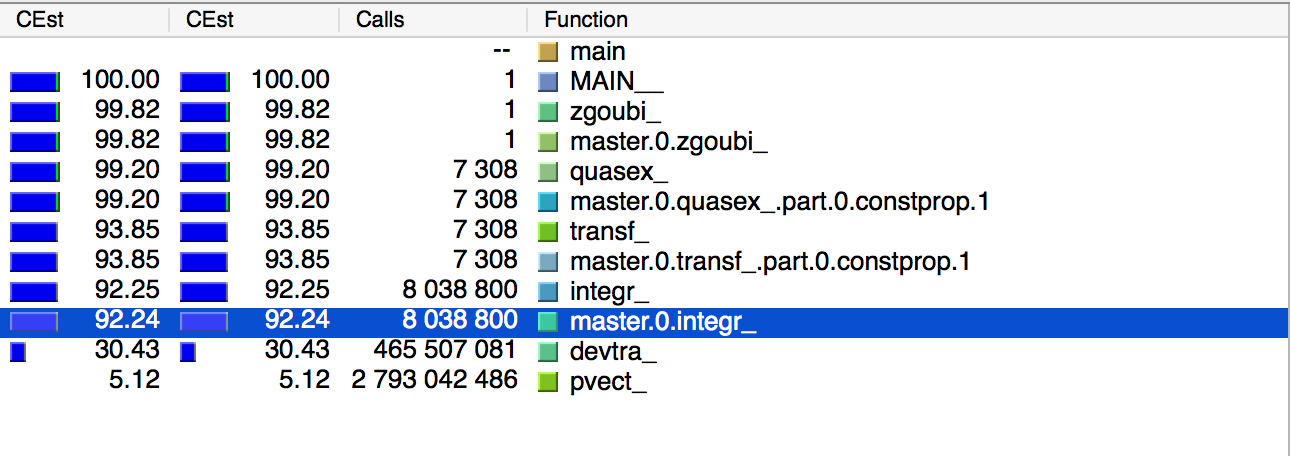 CEst CEst Calls Function
-- main
100.00 100.00 1 MAIN__
99.82 99.82 1 zgoubi_
99.82 99.82 1 master.0.zgoubi_
99.20 99.20 7 308 quasex_
99.20 99.20 7 308 master.0.quasex_.part.0.constprop.1
93.85 93.85 7 308 transf_
93.85 93.85 7 308 master.0.transf_.part.0.constprop.1
92.25 92.25 8 038 800 integr_
92.24 92.24 8 038 800 master.0.integr_
30.43 30.43 465 507 081 devtra_
5.12 5.12 2 793 042 486 pvect_